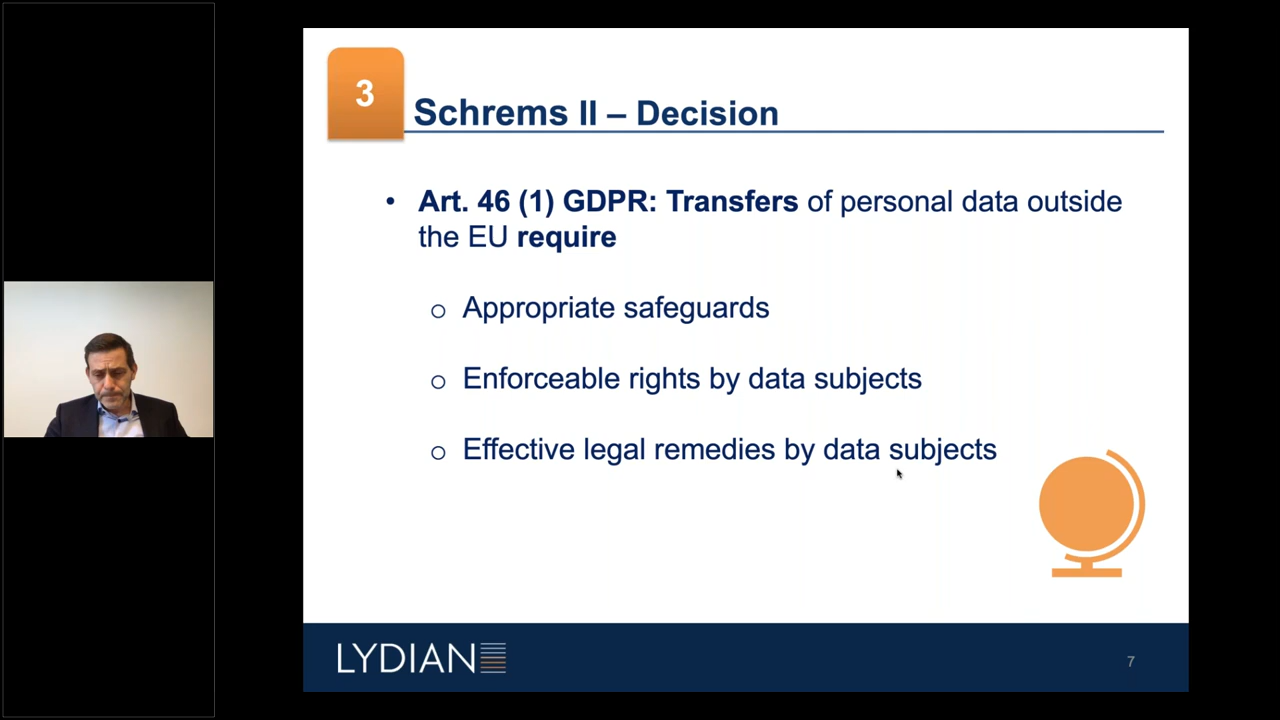 3
Schrems II – Decision
• Art. 46 (1) GDPR: Transfers of personal data outside
the EU require
o Appropriate safeguards
o Enforceable rights by data subjects
o Effective legal remedies by data subjects
LYDIAN
7